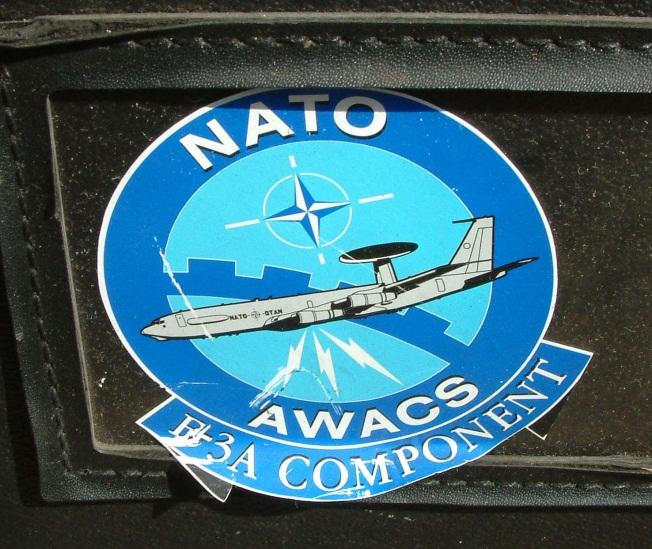 NATO
NATO OTAN
AWACS
E-3A COMPONENT